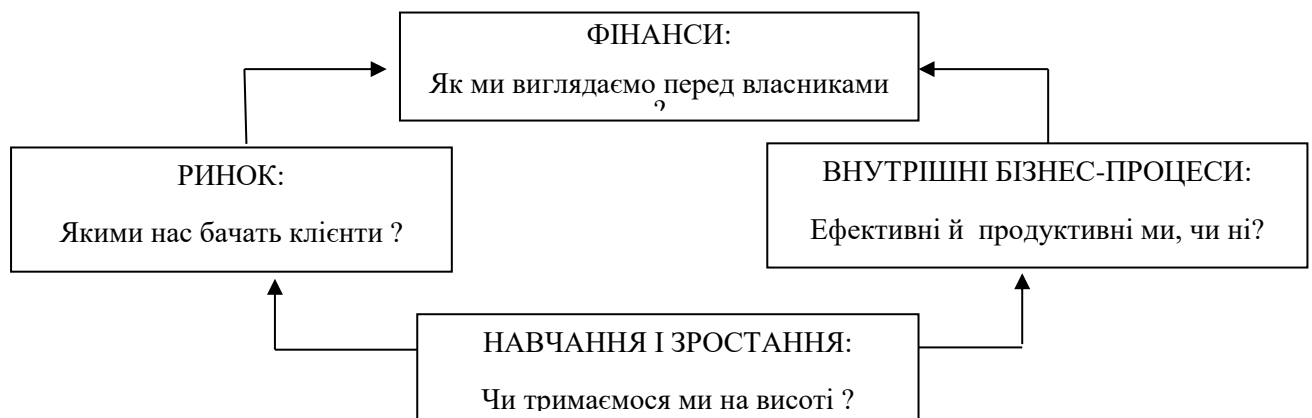 ФІНАНСИ:
Як ми виглядаємо перед власниками
?
РИНОК:
Якими нас бачать клієнти ?
ВНУТРІШНІ БІЗНЕС-ПРОЦЕСИ:
Ефективні й продуктивні ми, чи ні?
НАВЧАННЯ І ЗРОСТАННЯ:
Чи тримаємося ми на висоті ?